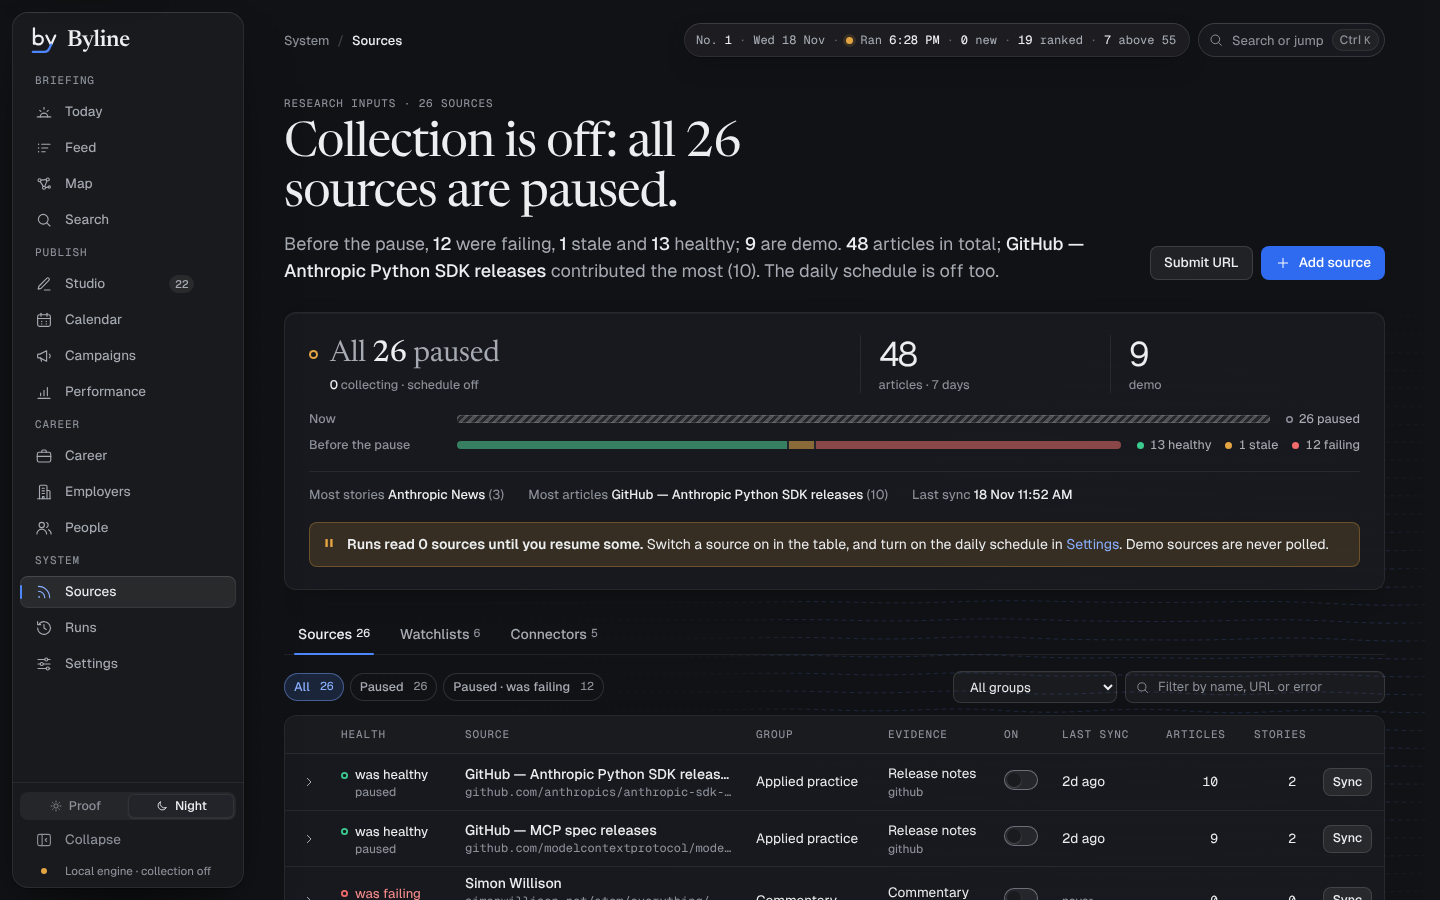 by Byline
BRIEFING
Today
Feed
Map
Search
PUBLISH
Studio 22
Calendar
Campaigns
Performance
CAREER
Career
Employers
People
SYSTEM
Sources
Runs
Settings
Proof Night
Collapse
Local engine · collection off
System / Sources
No. 1 · Wed 18 Nov · Ran 6:28 PM · 0 new · 19 ranked · 7 above 55
Search or jump Ctrl K
RESEARCH INPUTS · 26 SOURCES
Collection is off: all 26
sources are paused.
Before the pause, 12 were failing, 1 stale and 13 healthy; 9 are demo. 48 articles in total; GitHub —
Anthropic Python SDK releases contributed the most (10). The daily schedule is off too.
Submit URL
+ Add source
All 26 paused
0 collecting · schedule off
48
articles · 7 days
9
demo
Now 26 paused
Before the pause 13 healthy 1 stale 12 failing
Most stories Anthropic News (3) Most articles GitHub — Anthropic Python SDK releases (10) Last sync 18 Nov 11:52 AM
Runs read 0 sources until you resume some. Switch a source on in the table, and turn on the daily schedule in Settings. Demo sources are never polled.
Sources 26 Watchlists 6 Connectors 5
All 26 Paused 26 Paused · was failing 12
All groups
Filter by name, URL or error
HEALTH SOURCE GROUP EVIDENCE ON LAST SYNC ARTICLES STORIES
was healthy GitHub — Anthropic Python SDK releas... Applied practice Release notes 2d ago 10 2 Sync
paused github.com/anthropics/anthropic-sdk-... github
was healthy GitHub — MCP spec releases Applied practice Release notes 2d ago 9 2 Sync
paused github.com/modelcontextprotocol/mode... github
was failing Simon Willison Commentary